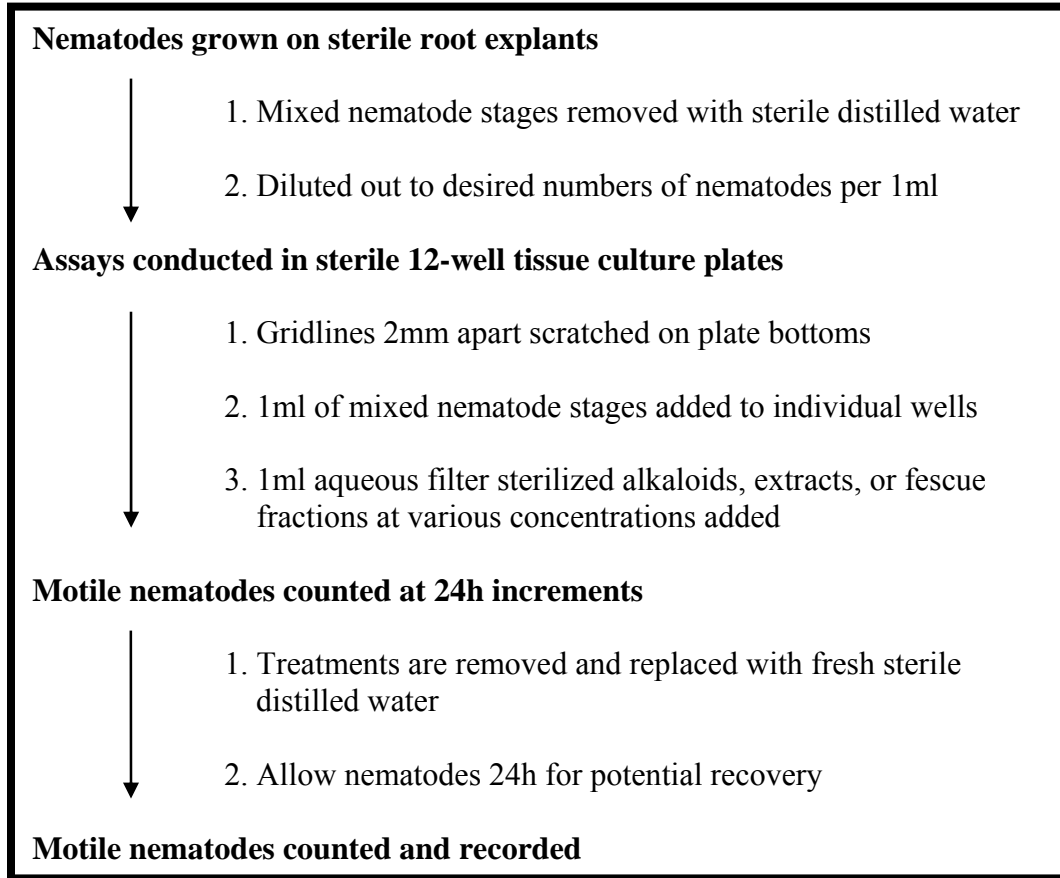 Nematodes grown on sterile root explants
1. Mixed nematode stages removed with sterile distilled water
2. Diluted out to desired numbers of nematodes per 1ml
Assays conducted in sterile 12-well tissue culture plates
1. Gridlines 2mm apart scratched on plate bottoms
2. 1ml of mixed nematode stages added to individual wells
3. 1ml aqueous filter sterilized alkaloids, extracts, or fescue
fractions at various concentrations added
Motile nematodes counted at 24h increments
1. Treatments are removed and replaced with fresh sterile
distilled water
2. Allow nematodes 24h for potential recovery
Motile nematodes counted and recorded